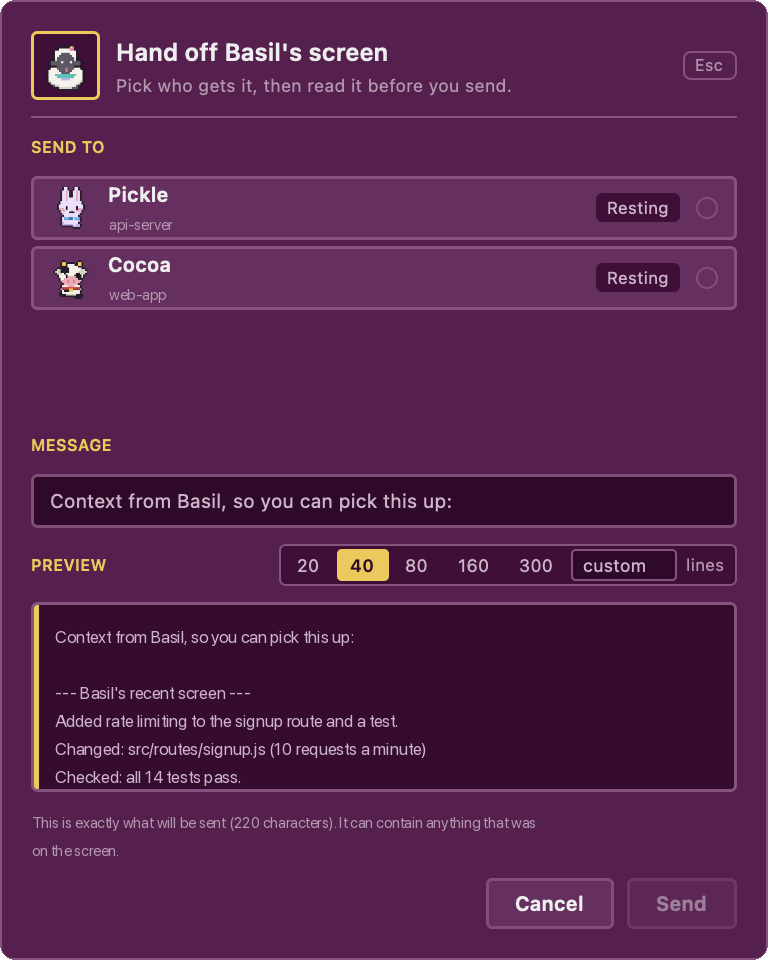 Hand off Basil's screen
Pick who gets it, then read it before you send.
Esc
SEND TO
Pickle
api-server
Resting
Cocoa
web-app
Resting
MESSAGE
Context from Basil, so you can pick this up:
PREVIEW
20 40 80 160 300 custom lines
Context from Basil, so you can pick this up:
--- Basil's recent screen ---
Added rate limiting to the signup route and a test.
Changed: src/routes/signup.js (10 requests a minute)
Checked: all 14 tests pass.
This is exactly what will be sent (220 characters). It can contain anything that was
on the screen.
Cancel Send